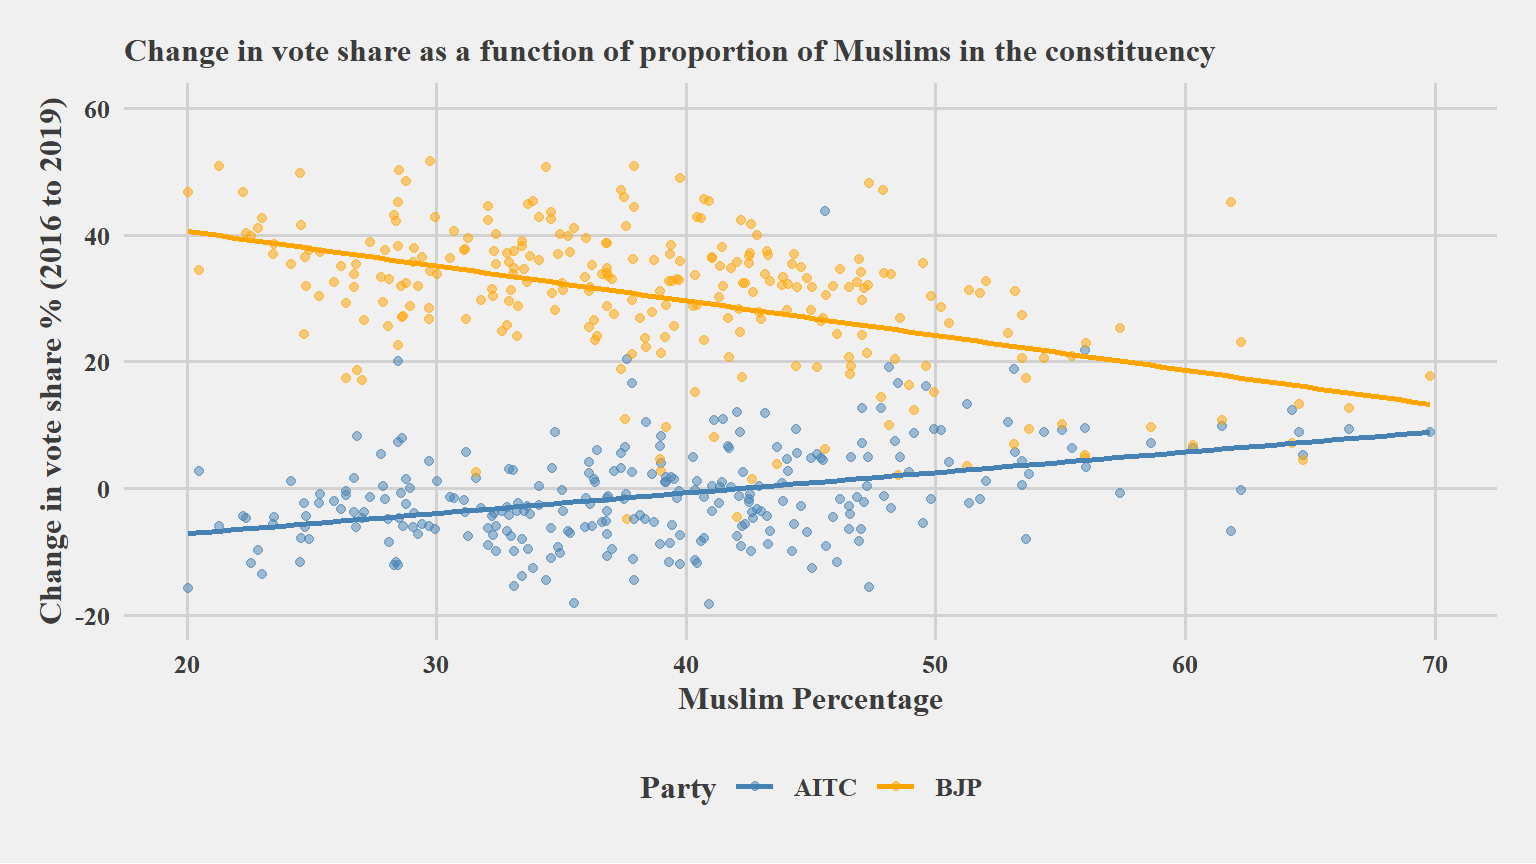 Change in vote share as a function of proportion of Muslims in the constituency
Change in vote share % (2016 to 2019)
60
40
20
0
-20
20 30 40 50 60 70
Muslim Percentage
Party AITC BJP